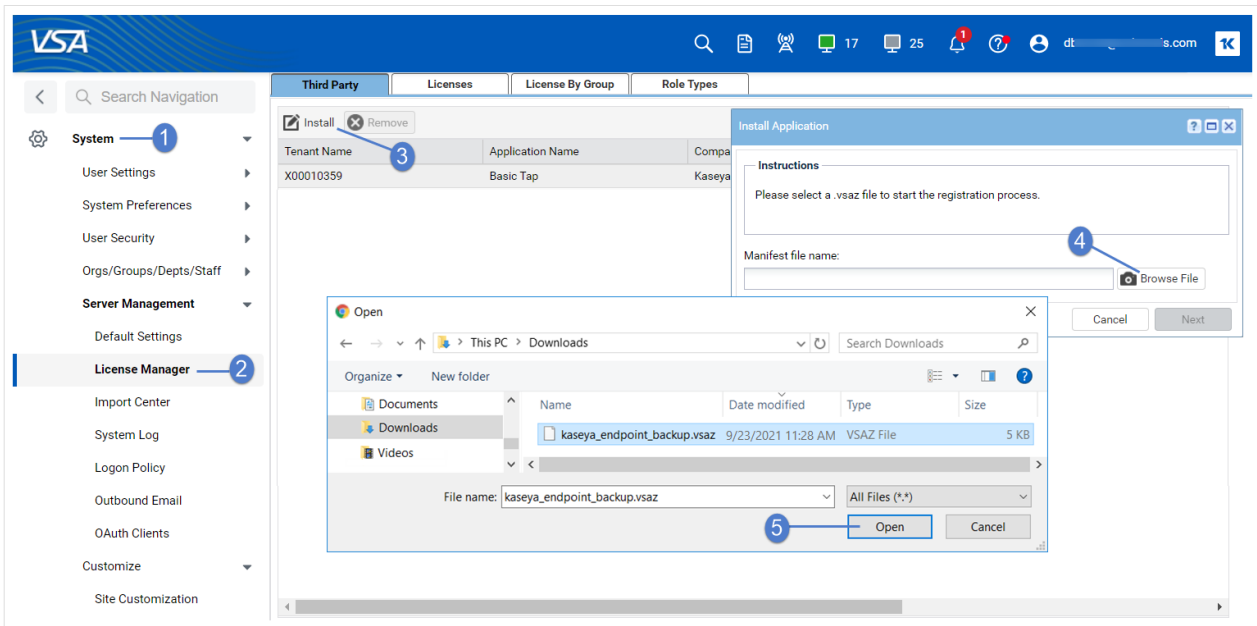 VSA
17
25
1
s.com
Search Navigation
System
1
User Settings
System Preferences
User Security
Orgs/Groups/Depts/Staff
Server Management
Default Settings
License Manager
2
Import Center
System Log
Logon Policy
Outbound Email
OAuth Clients
Customize
Site Customization
Third Party
Licenses
License By Group
Role Types
Install
Remove
3
Tenant Name
Application Name
Compa
X00010359
Basic Tap
Kaseya
Install Application
Instructions
Please select a .vsaz file to start the registration process.
4
Manifest file name:
Browse File
Cancel
Next
Open
This PC > Downloads
Search Downloads
Organize
New folder
Documents
Downloads
Videos
Name
Date modified
Type
Size
kaseya_endpoint_backup.vsaz 9/23/2021 11:28 AM VSAZ File 5 KB
File name: kaseya_endpoint_backup.vsaz
All Files (*.*)
5
Open
Cancel